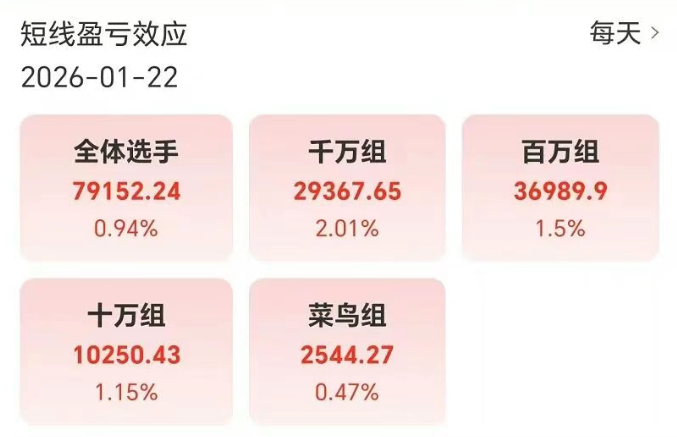 短线盈亏效应
每天 >
2026-01-22
全体选手
79152.24
0.94%
千万组
29367.65
2.01%
百万组
36989.9
1.5%
十万组
10250.43
1.15%
菜鸟组
2544.27
0.47%